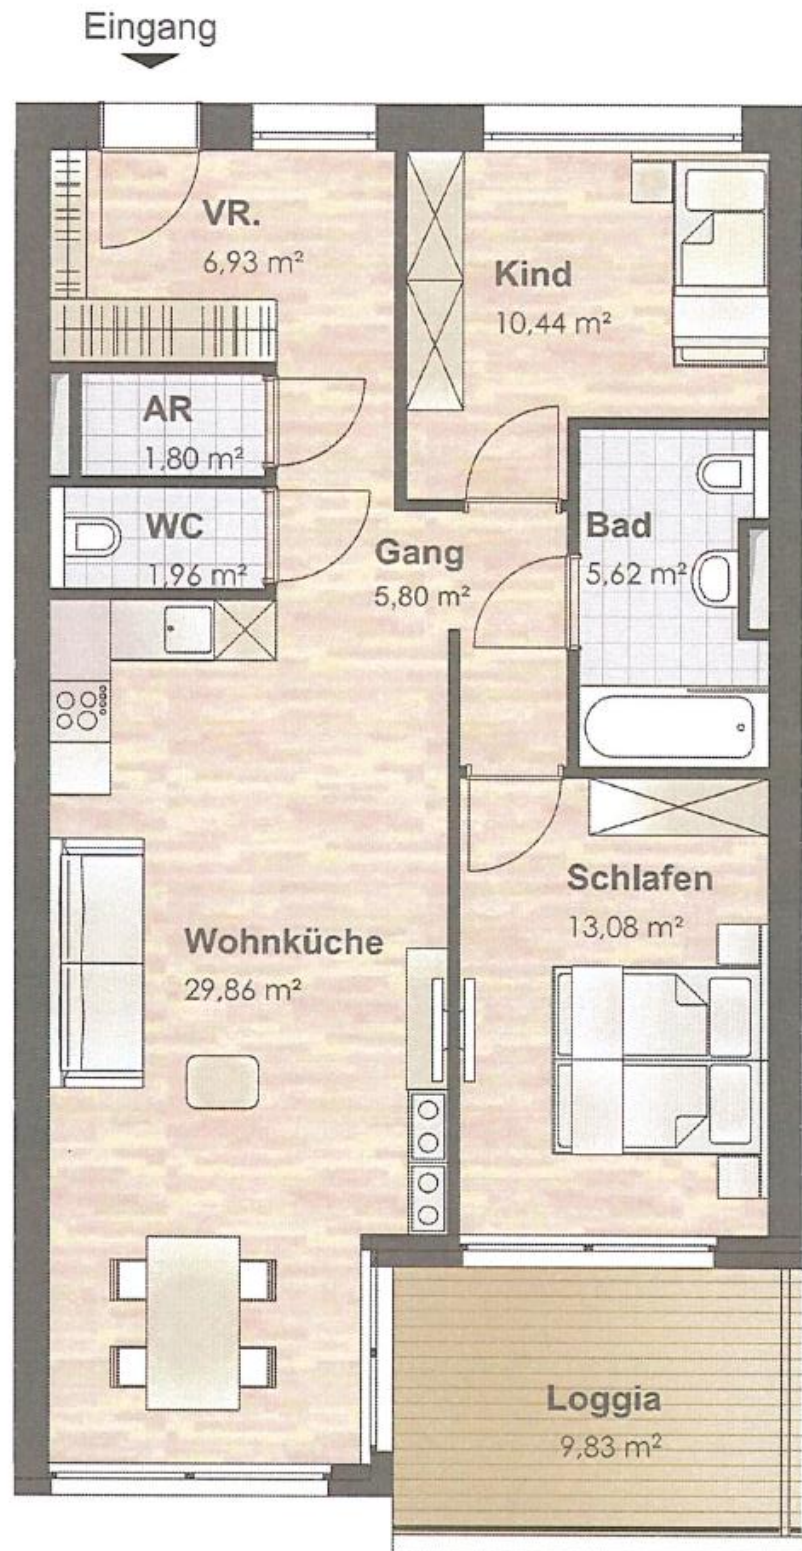 Eingang
VR.
6,93 m²
Kind
10,44 m²
AR
1,80 m²
WC
1,96 m²
Gang
5,80 m²
Bad
5,62 m²
Schlafen
13,08 m²
Wohnküche
29,86 m²
Loggia
9,83 m²